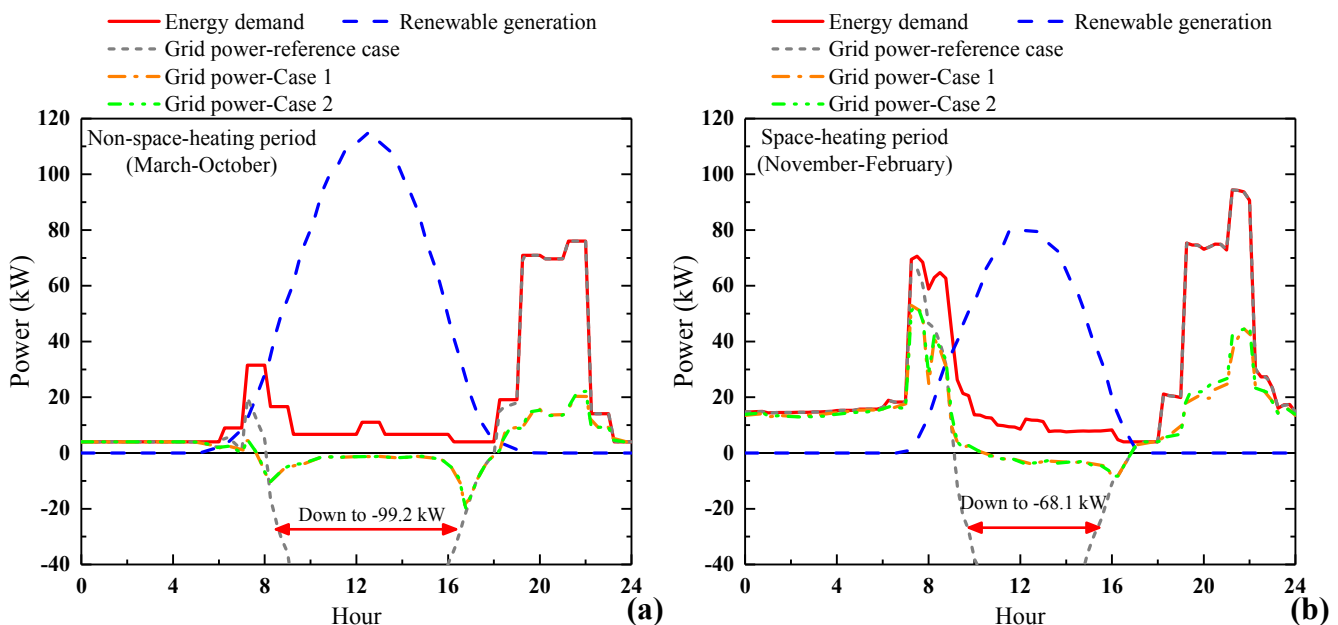 Energy demand
Renewable generation
Grid power-reference case
Grid power-Case 1
Grid power-Case 2
Non-space-heating period
(March-October)
120
100
80
60
40
20
0
-20
-40
Power (kW)
Down to -99.2 kW
0 4 8 12 16 20 24
Hour
(a)
Energy demand
Renewable generation
Grid power-reference case
Grid power-Case 1
Grid power-Case 2
Space-heating period
(November-February)
120
100
80
60
40
20
0
-20
-40
Power (kW)
Down to -68.1 kW
0 4 8 12 16 20 24
Hour
(b)